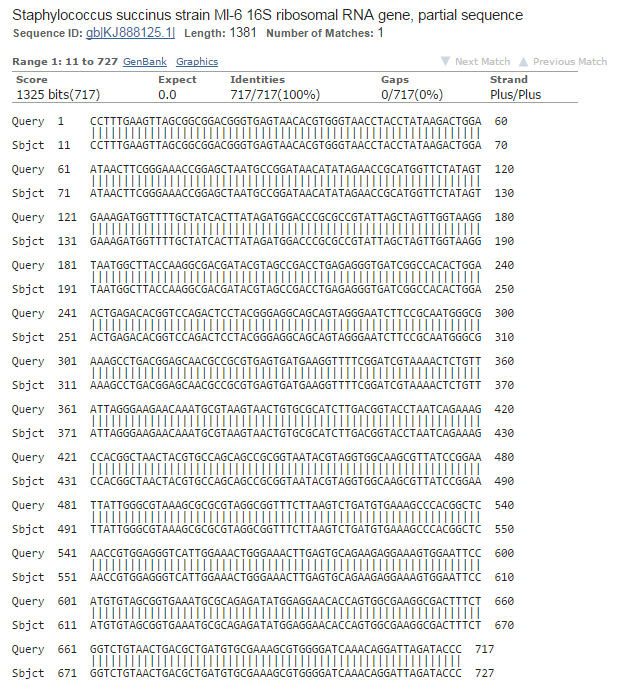 Staphylococcus succinus strain MI-6 16S ribosomal RNA gene, partial sequence
Sequence ID: gb|KJ888125.1| Length: 1381 Number of Matches: 1
Range 1: 11 to 727 GenBank Graphics Next Match Previous Match
Score Expect Identities Gaps Strand
1325 bits(717) 0.0 717/717(100%) 0/717(0%) Plus/Plus
Query 1 CCTTTGAAGTTAGCGGCGGACGGGTGAGTAACACGTGGGTAACCTACCTATAAGACTGGA 60
Sbjct 11 CCTTTGAAGTTAGCGGCGGACGGGTGAGTAACACGTGGGTAACCTACCTATAAGACTGGA 70
Query 61 ATAACTTCGGGAAACCGGAGCTAATGCCGGATAACATATAGAACCGCATGGTTCTATAGT 120
Sbjct 71 ATAACTTCGGGAAACCGGAGCTAATGCCGGATAACATATAGAACCGCATGGTTCTATAGT 130
Query 121 GAAAGATGGTTTTGCTATCACTTATAGATGGACCCGCGCCGTATTAGCTAGTTGGTAAGG 180
Sbjct 131 GAAAGATGGTTTTGCTATCACTTATAGATGGACCCGCGCCGTATTAGCTAGTTGGTAAGG 190
Query 181 TAATGGCTTACCAAGGCGACGATACGTAGCCGACCTGAGAGGGTGATCGGCCACACTGGA 240
Sbjct 191 TAATGGCTTACCAAGGCGACGATACGTAGCCGACCTGAGAGGGTGATCGGCCACACTGGA 250
Query 241 ACTGAGACACGGTCCAGACTCCTACGGGAGGCAGCAGTAGGGAATCTTCCGCAATGGGCG 300
Sbjct 251 ACTGAGACACGGTCCAGACTCCTACGGGAGGCAGCAGTAGGGAATCTTCCGCAATGGGCG 310
Query 301 AAAGCCTGACGGAGCAACGCCGCGTGAGTGATGAAGGTTTTCGGATCGTAAAACTCTGTT 360
Sbjct 311 AAAGCCTGACGGAGCAACGCCGCGTGAGTGATGAAGGTTTTCGGATCGTAAAACTCTGTT 370
Query 361 ATTAGGGAAGAACAAATGCGTAAGTAACTGTGCGCATCTTGACGGTACCTAATCAGAAAG 420
Sbjct 371 ATTAGGGAAGAACAAATGCGTAAGTAACTGTGCGCATCTTGACGGTACCTAATCAGAAAG 430
Query 421 CCACGGCTAACTACGTGCCAGCAGCCGCGGTAATACGTAGGTGGCAAGCGTTATCCGGAA 480
Sbjct 431 CCACGGCTAACTACGTGCCAGCAGCCGCGGTAATACGTAGGTGGCAAGCGTTATCCGGAA 490
Query 481 TTATTGGGCGTAAAGCGCGCGTAGGCGGTTTCTTAAGTCTGATGTGAAAGCCCACGGCTC 540
Sbjct 491 TTATTGGGCGTAAAGCGCGCGTAGGCGGTTTCTTAAGTCTGATGTGAAAGCCCACGGCTC 550
Query 541 AACCGTGGAGGGTCATTGGAAACTGGGAAACTTGAGTGCAGAAGAGGAAAGTGGAATTCC 600
Sbjct 551 AACCGTGGAGGGTCATTGGAAACTGGGAAACTTGAGTGCAGAAGAGGAAAGTGGAATTCC 610
Query 601 ATGTGTAGCGGTGAAATGCGCAGAGATATGGAGGAACACCAGTGGCGAAGGCGACTTTCT 660
Sbjct 611 ATGTGTAGCGGTGAAATGCGCAGAGATATGGAGGAACACCAGTGGCGAAGGCGACTTTCT 670
Query 661 GGTCTGTAACTGACGCTGATGTGCGAAAGCGTGGGGATCAAACAGGATTAGATACCC 717
Sbjct 671 GGTCTGTAACTGACGCTGATGTGCGAAAGCGTGGGGATCAAACAGGATTAGATACCC 727